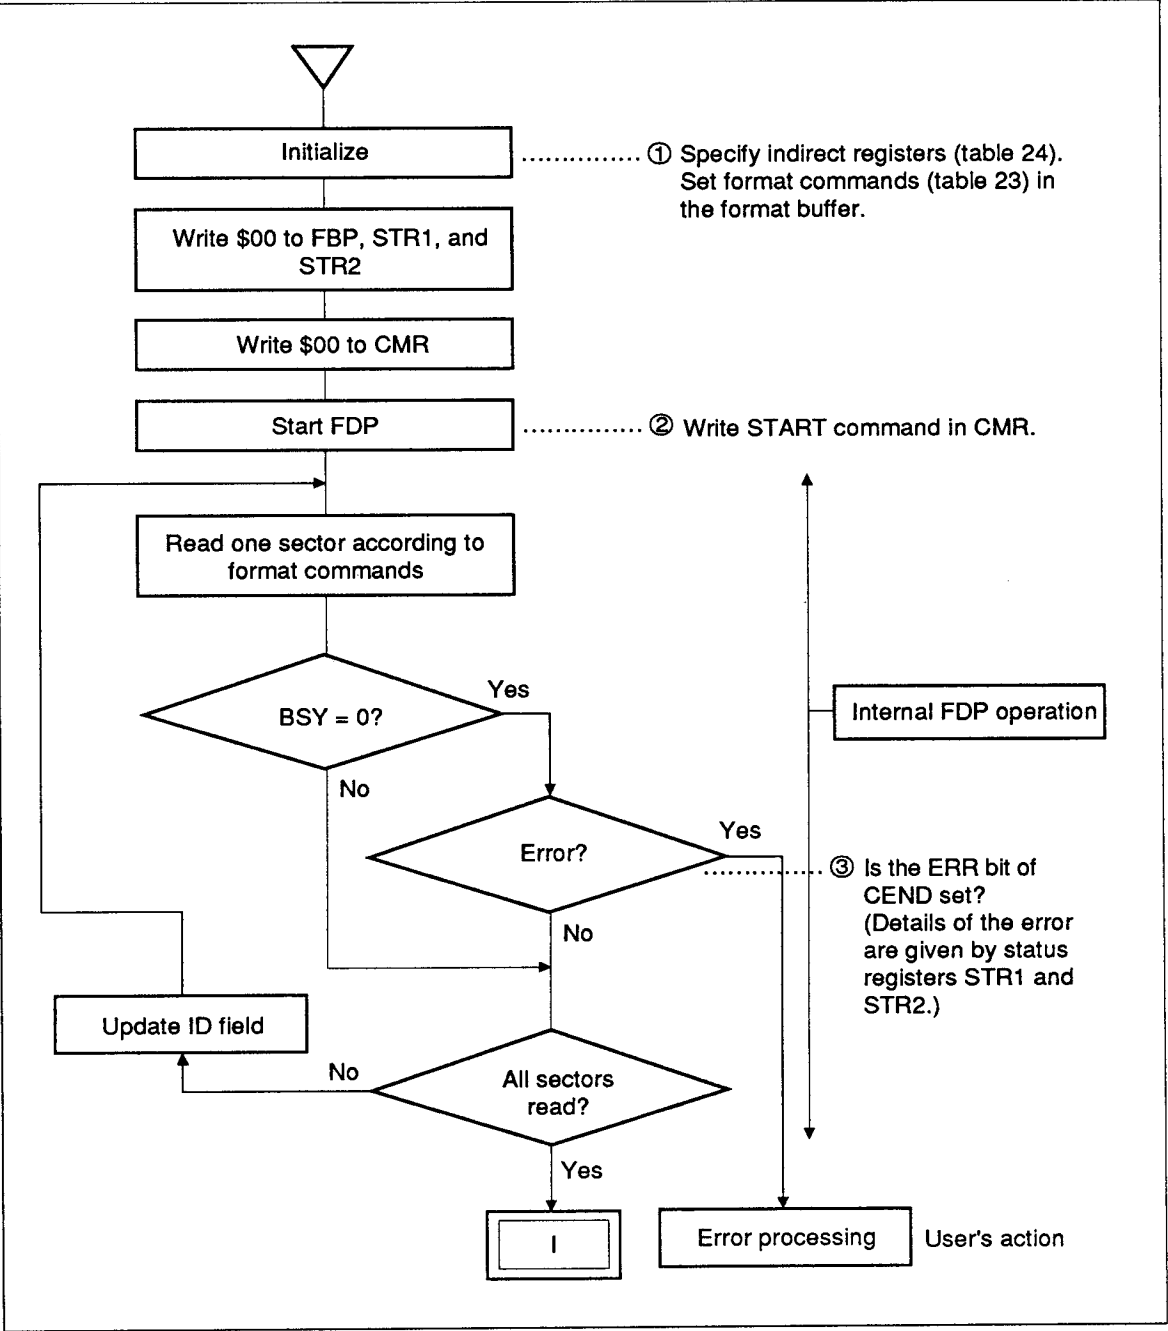 Initialize
① Specify indirect registers (table 24).
Set format commands (table 23) in
the format buffer.
Write $00 to FBP, STR1, and
STR2
Write $00 to CMR
Start FDP
② Write START command in CMR.
Read one sector according to
format commands
BSY = 0?
Yes
No
Internal FDP operation
Error?
Yes
No
③ Is the ERR bit of
CEND set?
(Details of the error
are given by status
registers STR1 and
STR2.)
Update ID field
All sectors
read?
No
Yes
I
Error processing
User's action